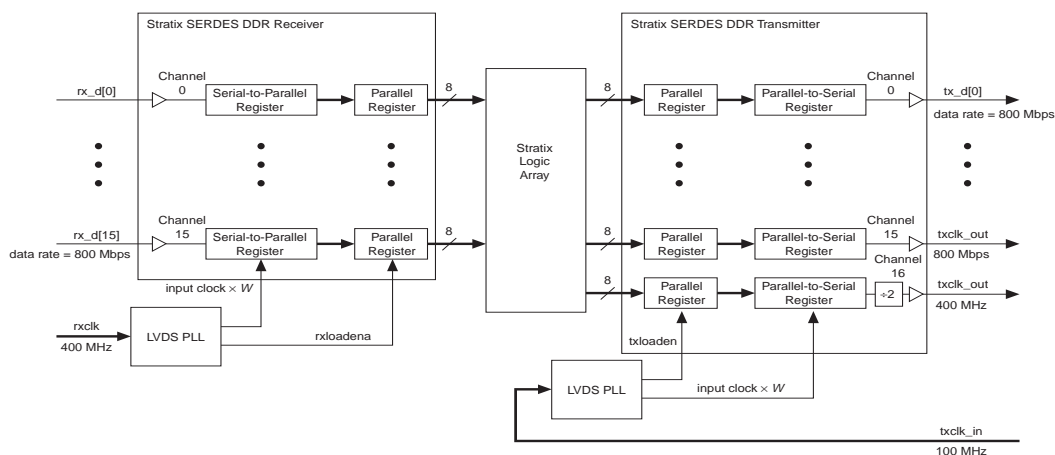 Stratix SERDES DDR Receiver
Stratix SERDES DDR Transmitter
rx_d[0]
Channel
0
Serial-to-Parallel
Register
Parallel
Register
8
Stratix
Logic
Array
8
Parallel
Register
Parallel-to-Serial
Register
Channel
0
tx_d[0]
data rate = 800 Mbps
rx_d[15]
data rate = 800 Mbps
Channel
15
Serial-to-Parallel
Register
Parallel
Register
8
8
Parallel
Register
Parallel-to-Serial
Register
Channel
15
txclk_out
800 Mbps
8
Parallel
Register
Parallel-to-Serial
Register
Channel
16
÷2
txclk_out
400 MHz
input clock × W
rxclk
400 MHz
LVDS PLL
rxloadena
txloaden
LVDS PLL
input clock × W
txclk_in
100 MHz